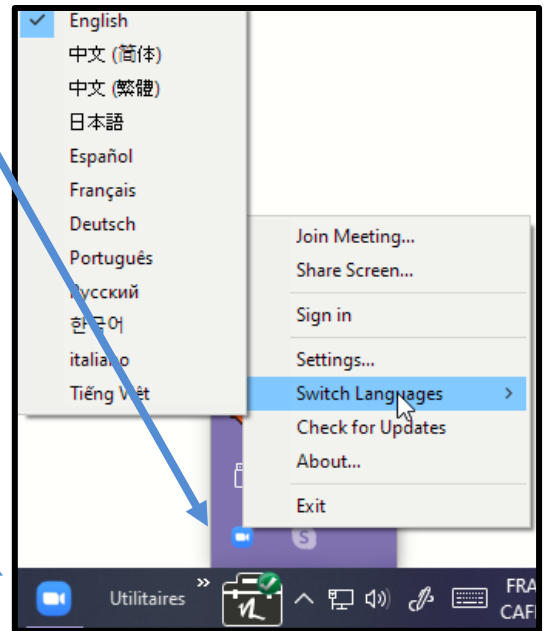 English
中文 (简体)
中文 (繁體)
日本語
Español
Français
Deutsch
Português
Русский
한국어
italiano
Tiếng Việt
Join Meeting...
Share Screen...
Sign in
Settings...
Switch Languages
Check for Updates
About...
Exit
S
Utilitaires »
FRA
CAF